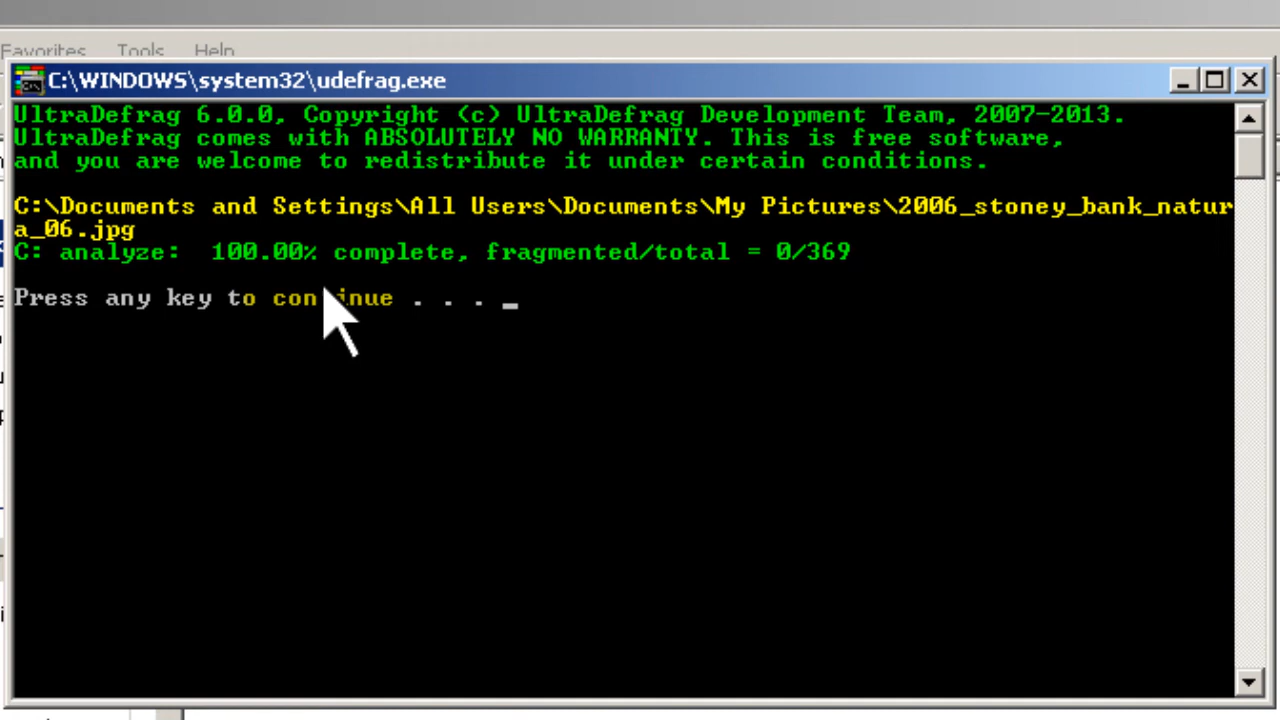 Favorites Tools Help
C:\WINDOWS\system32\udefrag.exe
UltraDefrag 6.0.0, Copyright (c) UltraDefrag Development Team, 2007-2013.
UltraDefrag comes with ABSOLUTELY NO WARRANTY. This is free software,
and you are welcome to redistribute it under certain conditions.
C:\Documents and Settings\All Users\Documents\My Pictures\2006_stoney_bank_natur
a_06.jpg
C: analyze: 100.00% complete, fragmented/total = 0/369
Press any key to continue . . . _